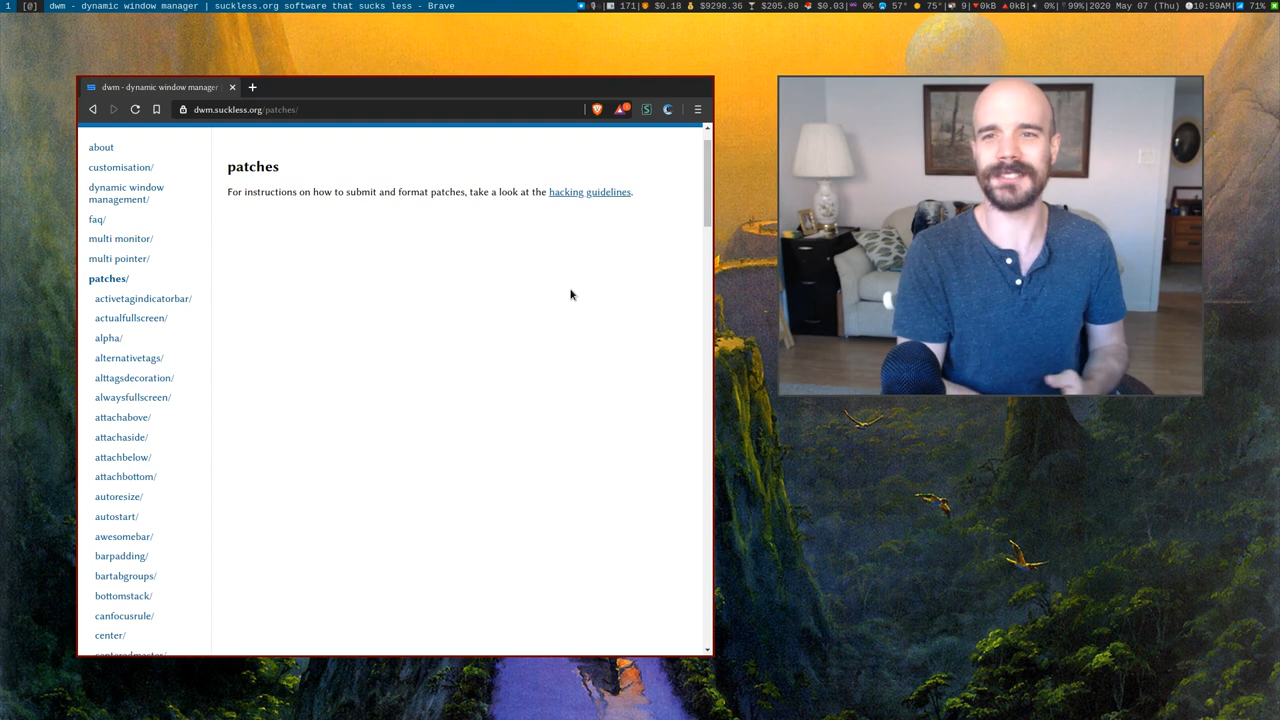 1 [@] dwm - dynamic window manager | suckless.org software that sucks less - Brave
171| $0.18 $9298.36 $205.80 $0.03| 0% 57° 75°| 9| 0kB 0kB| 0%| 99%|2020 May 07 (Thu) 10:59AM| 71%
dwm - dynamic window manager
dwm.suckless.org/patches/
about
customisation/
dynamic window
management/
faq/
multi monitor/
multi pointer/
patches/
activetagindicatorbar/
actualfullscreen/
alpha/
alternativetags/
alttagsdecoration/
alwaysfullscreen/
attachabove/
attachaside/
attachbelow/
attachbottom/
autoresize/
autostart/
awesomebar/
barpadding/
bartabgroups/
bottomstack/
canfocusrule/
center/
centeredmaster/
patches
For instructions on how to submit and format patches, take a look at the hacking guidelines.